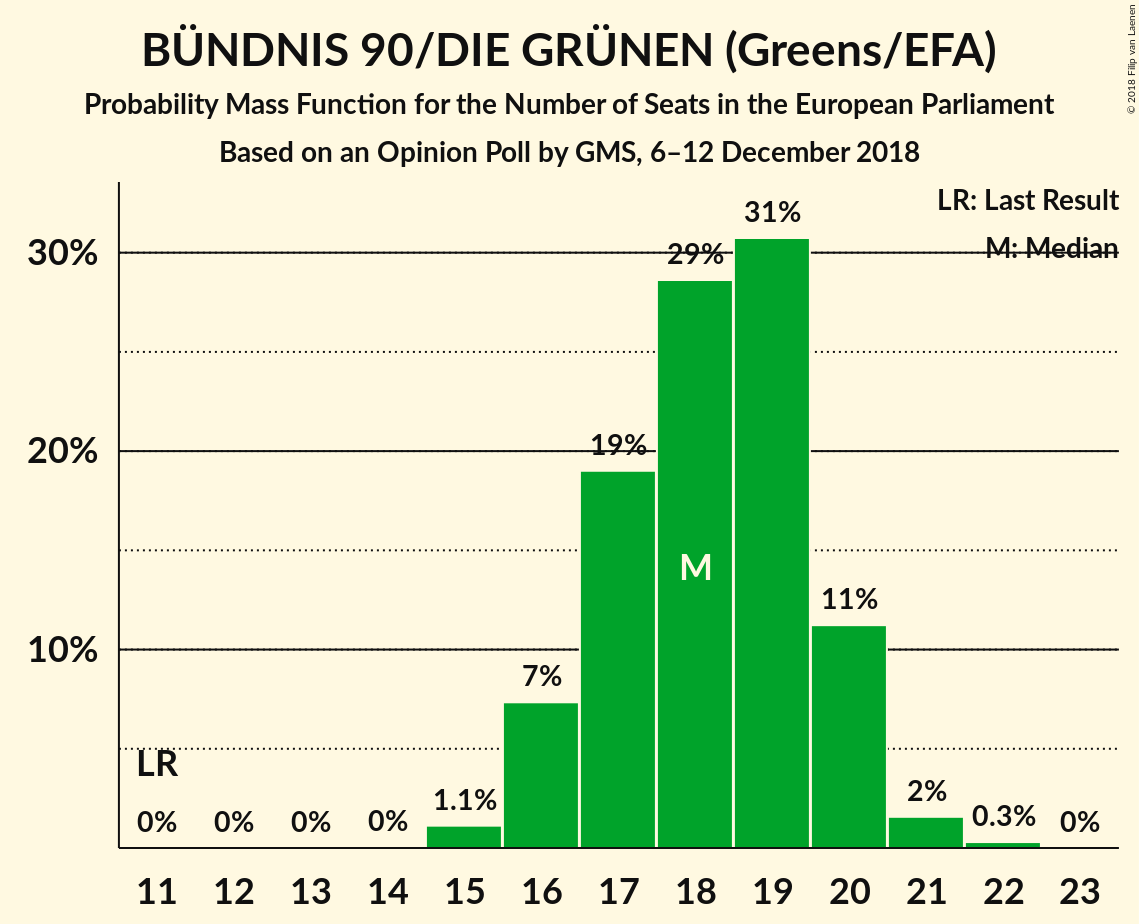 BÜNDNIS 90/DIE GRÜNEN (Greens/EFA)
Probability Mass Function for the Number of Seats in the European Parliament
Based on an Opinion Poll by GMS, 6–12 December 2018
© 2018 Filip van Laenen
LR: Last Result
M: Median
30%
20%
10%
LR
0% 0% 0% 0% 1.1% 7% 19% 29% 31% 11% 2% 0.3% 0%
M
11 12 13 14 15 16 17 18 19 20 21 22 23